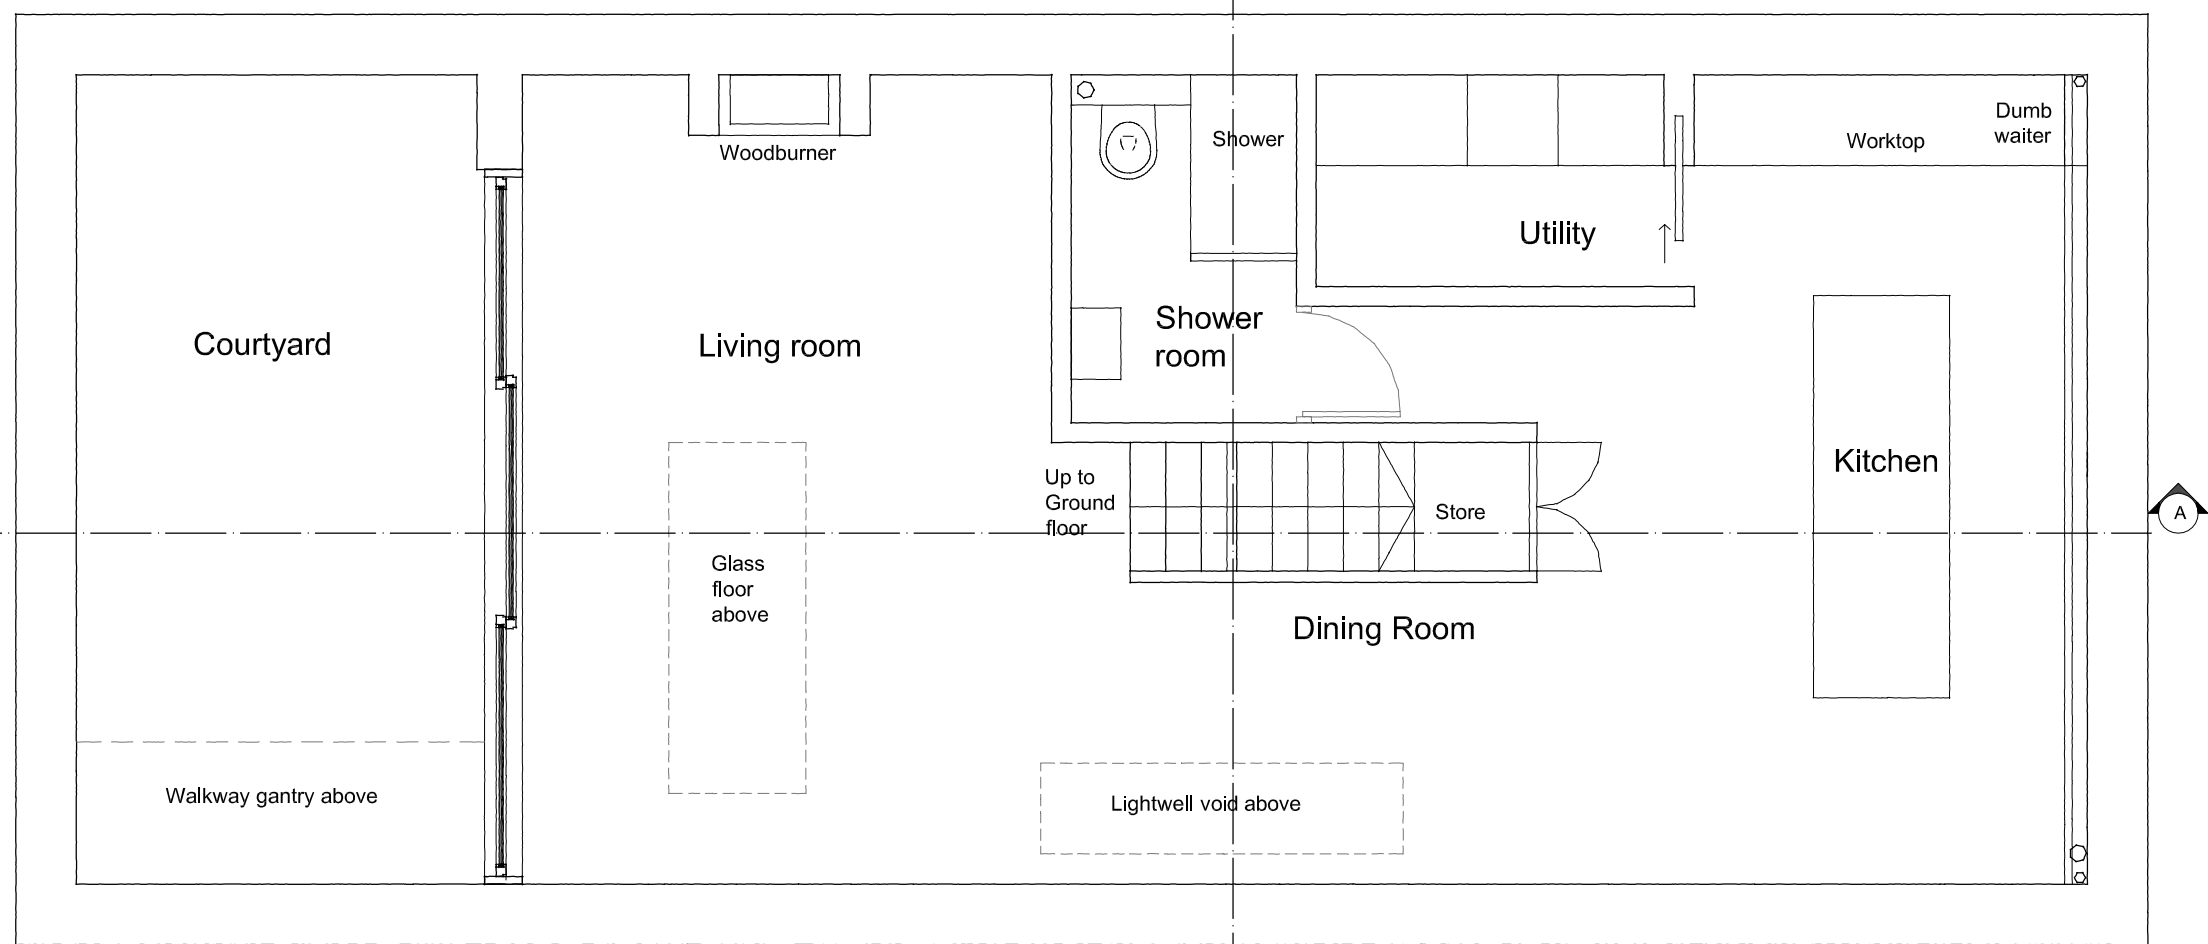 Dumb
waiter
Shower
Worktop
Woodburner
Utility
Shower
room
Courtyard
Living room
Kitchen
Up to
Ground
floor
Store
A
Glass
floor
above
Dining Room
Walkway gantry above
Lightwell void above